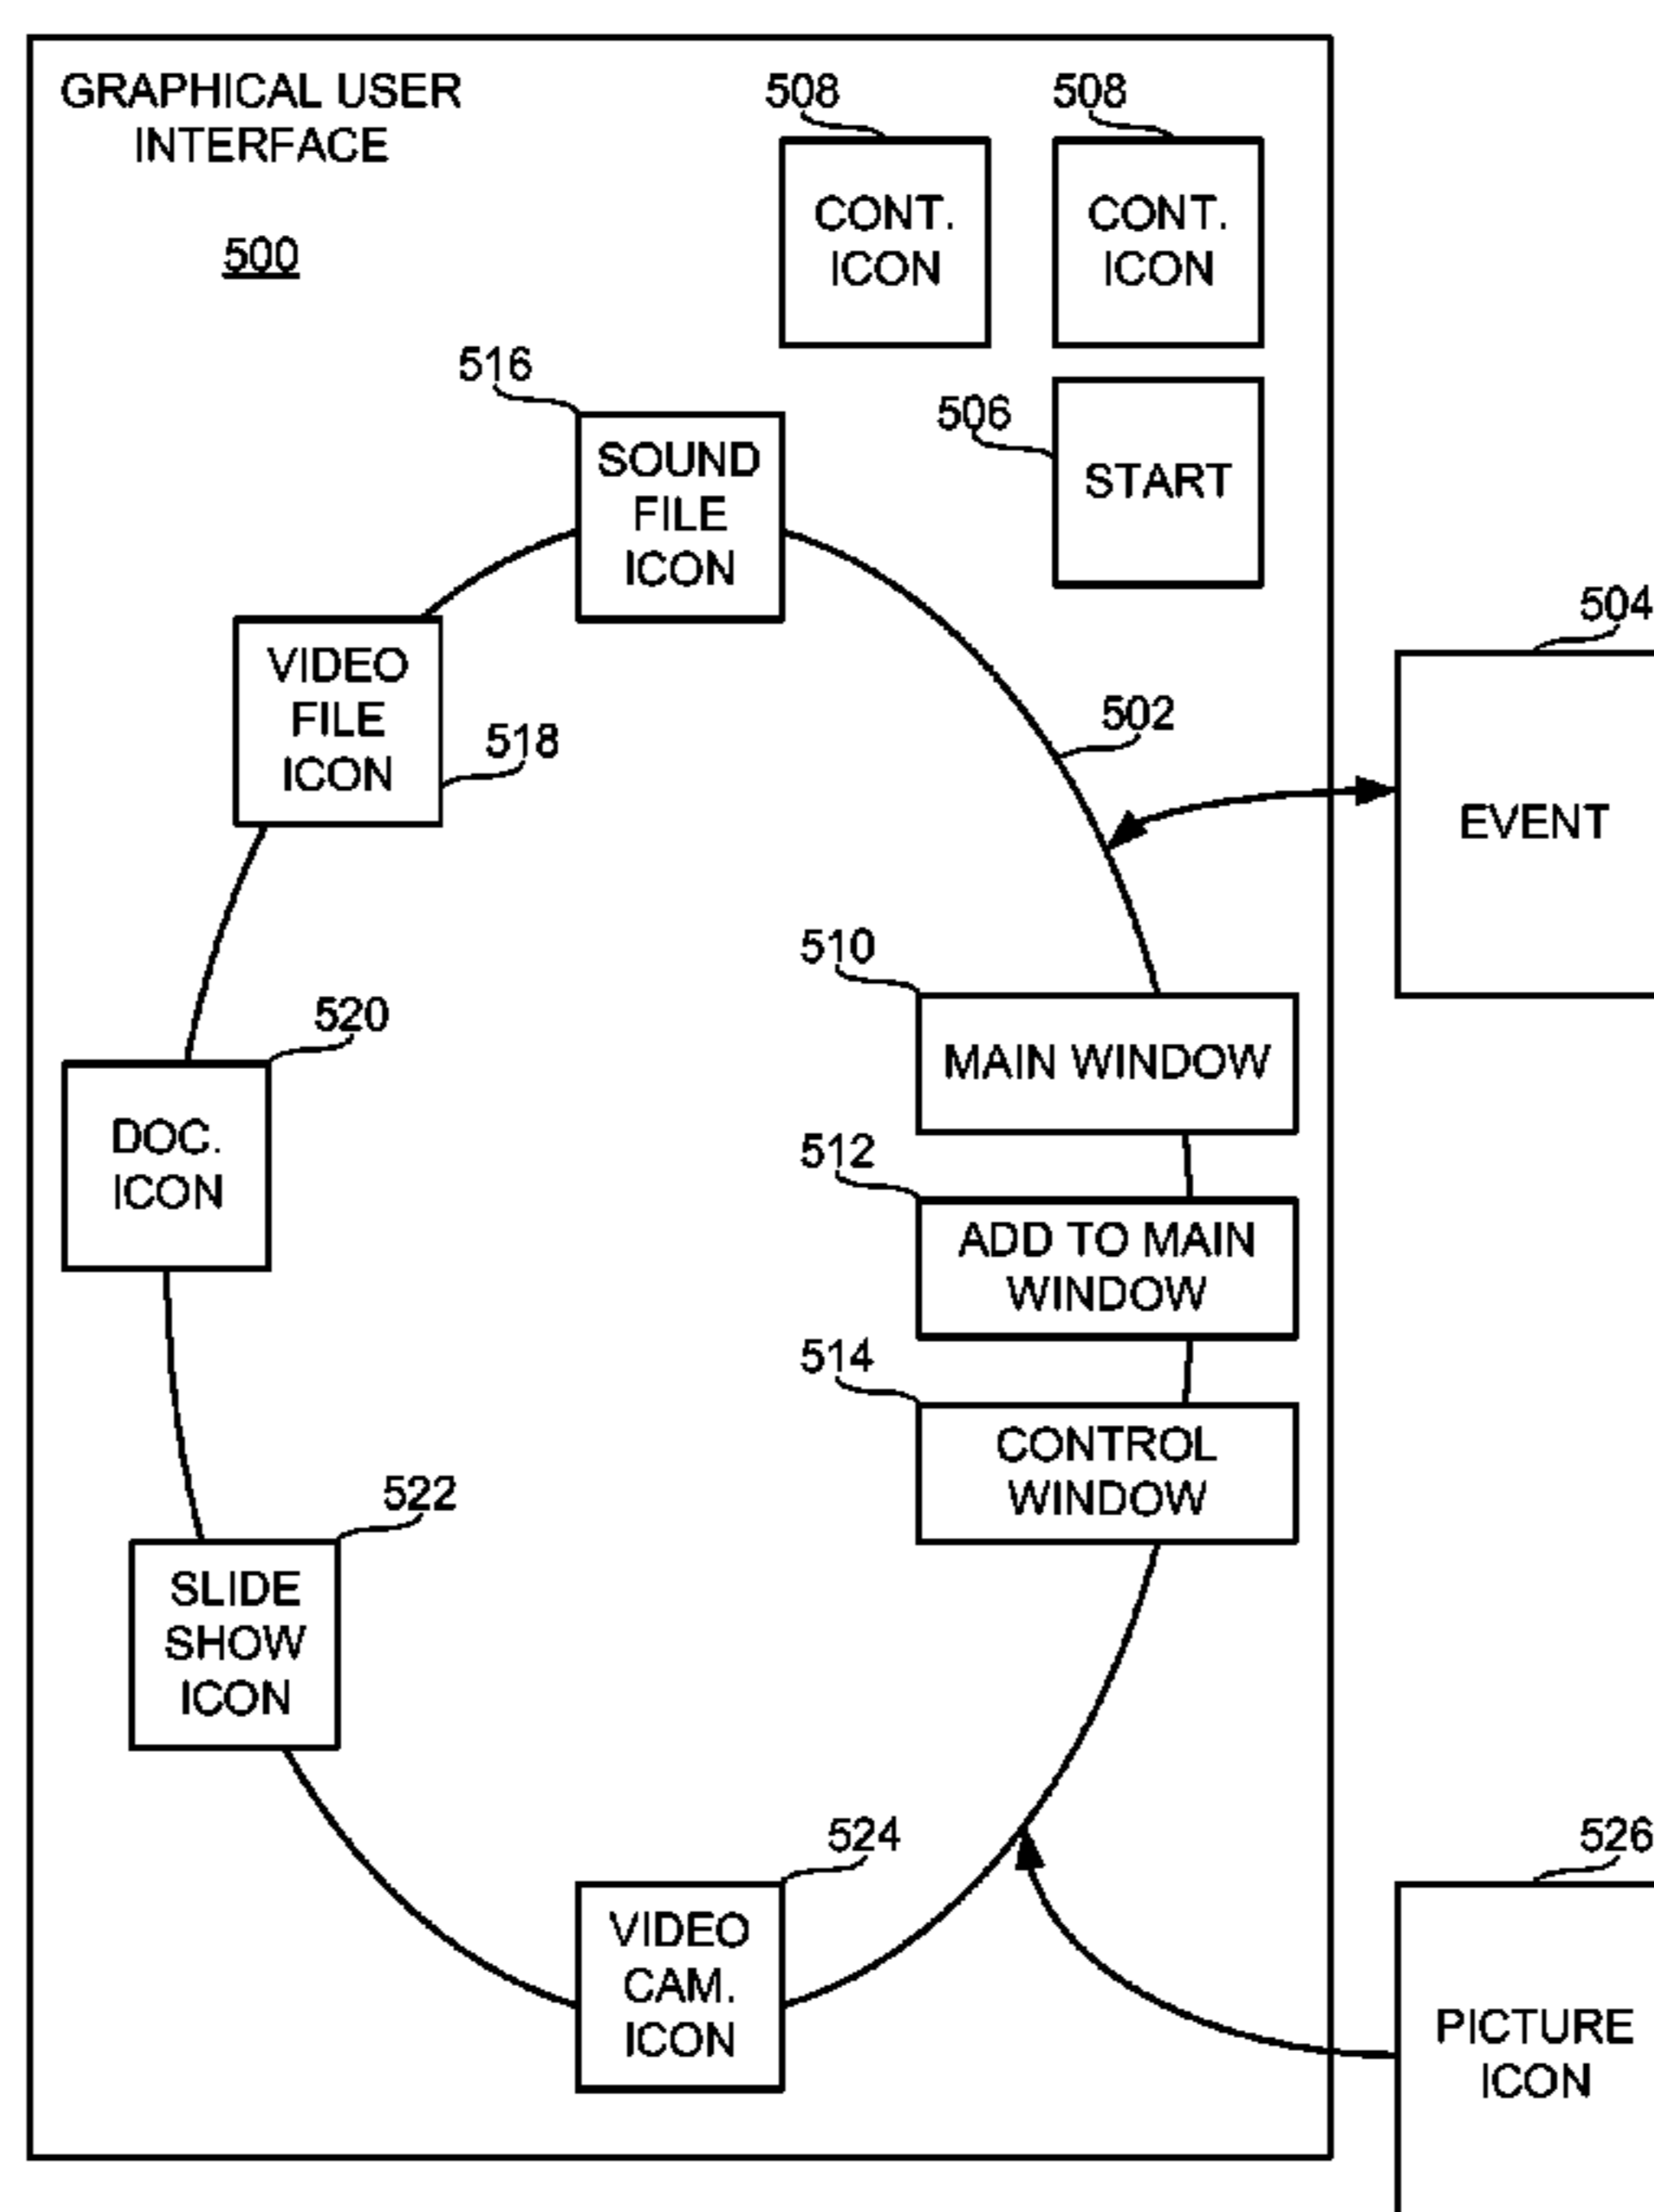 GRAPHICAL USER
INTERFACE
500
508
508
CONT.
ICON
CONT.
ICON
516
506
SOUND
FILE
ICON
START
504
VIDEO
FILE
ICON
518
502
EVENT
510
520
MAIN WINDOW
DOC.
ICON
512
ADD TO MAIN
WINDOW
514
CONTROL
WINDOW
522
SLIDE
SHOW
ICON
524
526
VIDEO
CAM.
ICON
PICTURE
ICON